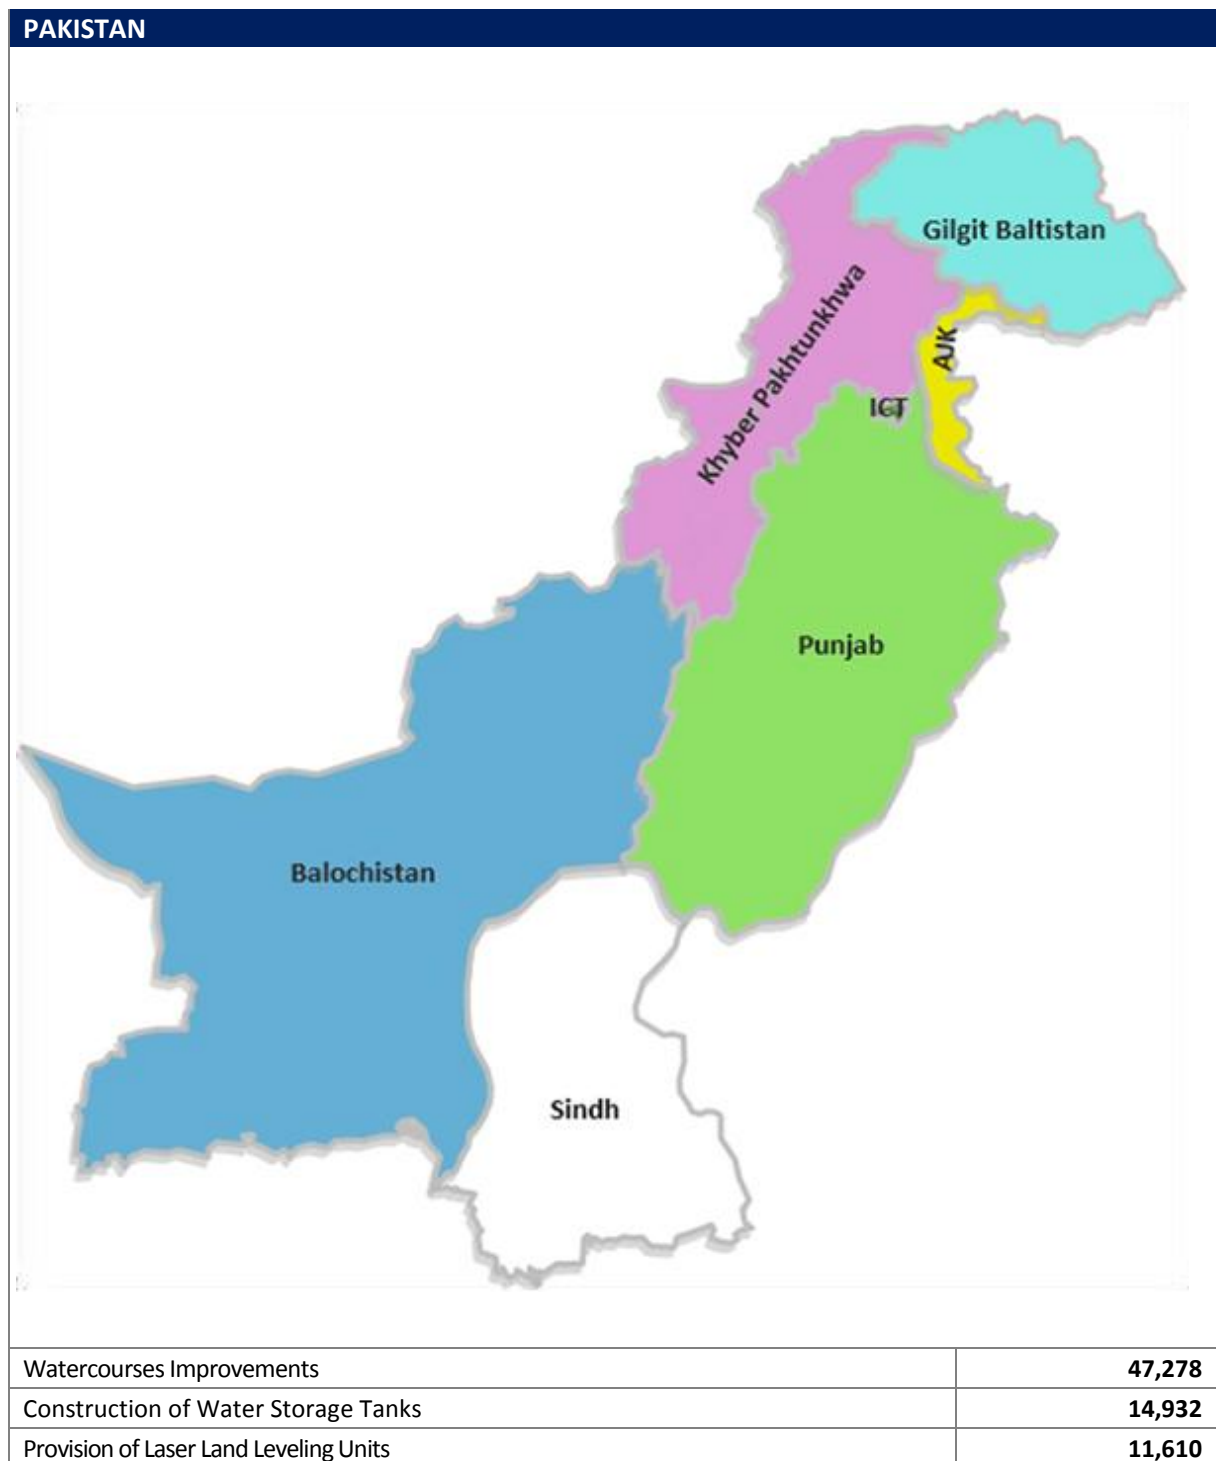 PAKISTAN
Gilgit Baltistan
Khyber Pakhtunkhwa
AJK
ICT
Punjab
Balochistan
Sindh
Watercourses Improvements 47,278
Construction of Water Storage Tanks 14,932
Provision of Laser Land Leveling Units 11,610